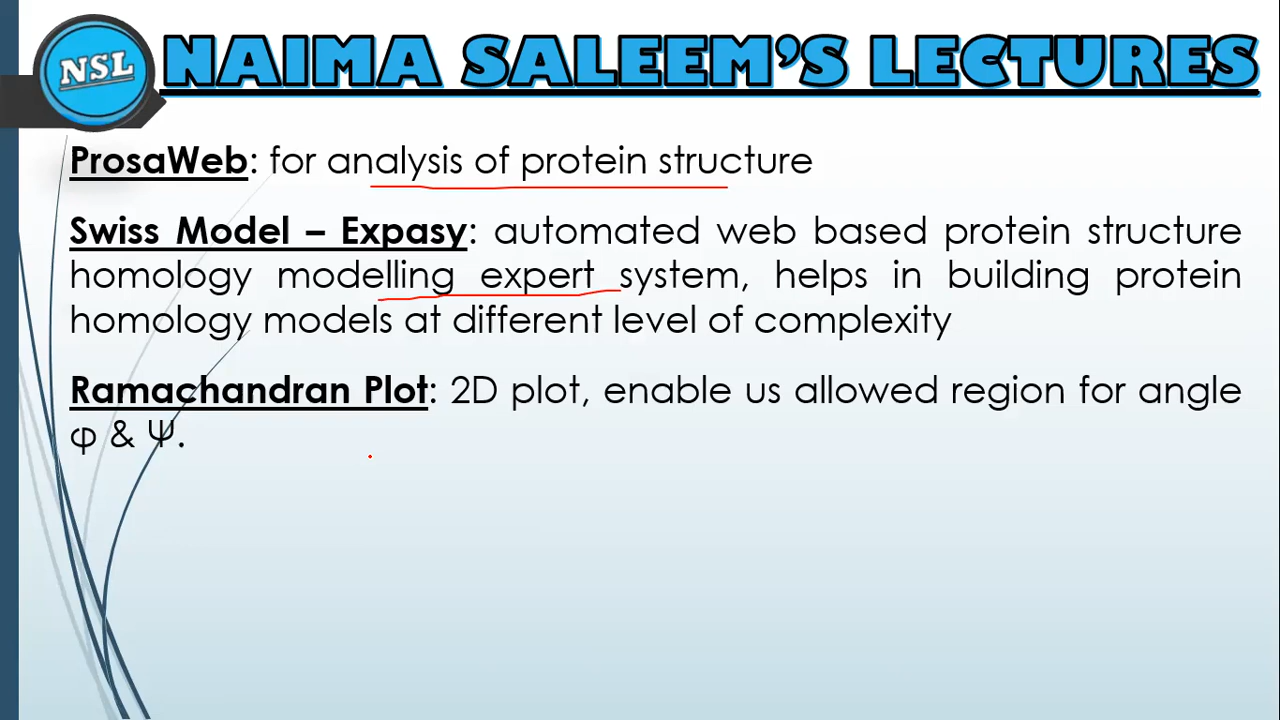 NSL
NAIMA SALEEM'S LECTURES
ProsaWeb: for analysis of protein structure
Swiss Model – Expasy: automated web based protein structure
homology modelling expert system, helps in building protein
homology models at different level of complexity
Ramachandran Plot: 2D plot, enable us allowed region for angle
φ & Ψ.